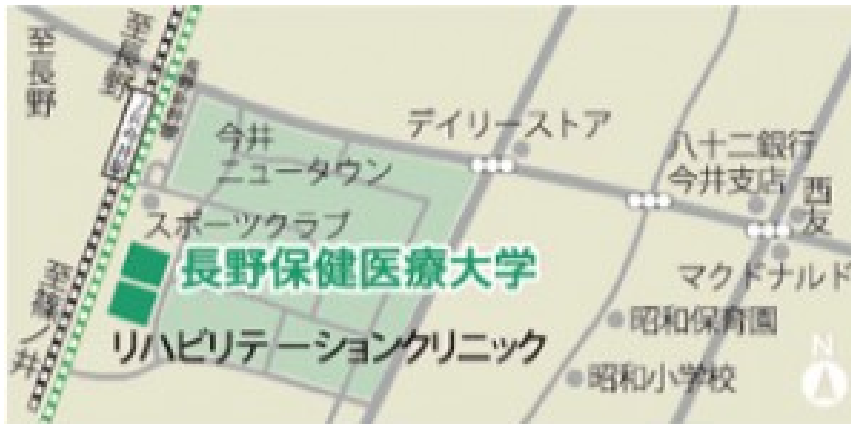 至長野
至長野
今井
ニュータウン
デイリーストア
八十二銀行
今井支店
西友
スポーツクラブ
長野保健医療大学
マクドナルド
至篠ノ井
リハビリテーションクリニック
昭和保育園
昭和小学校
N